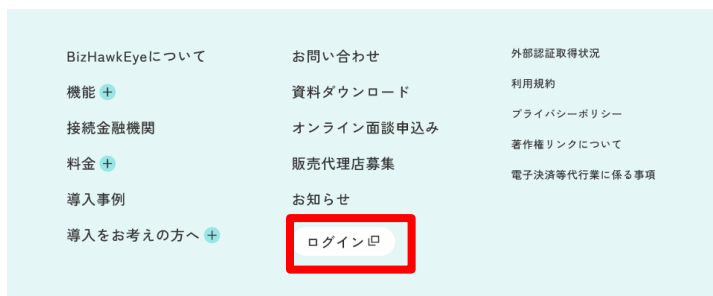 BizHawkEyeについて
機能
接続金融機関
料金
導入事例
導入をお考えの方へ
お問い合わせ
資料ダウンロード
オンライン面談申込み
販売代理店募集
お知らせ
ログイン
外部認証取得状況
利用規約
プライバシーポリシー
著作権リンクについて
電子決済等代行業に係る事項